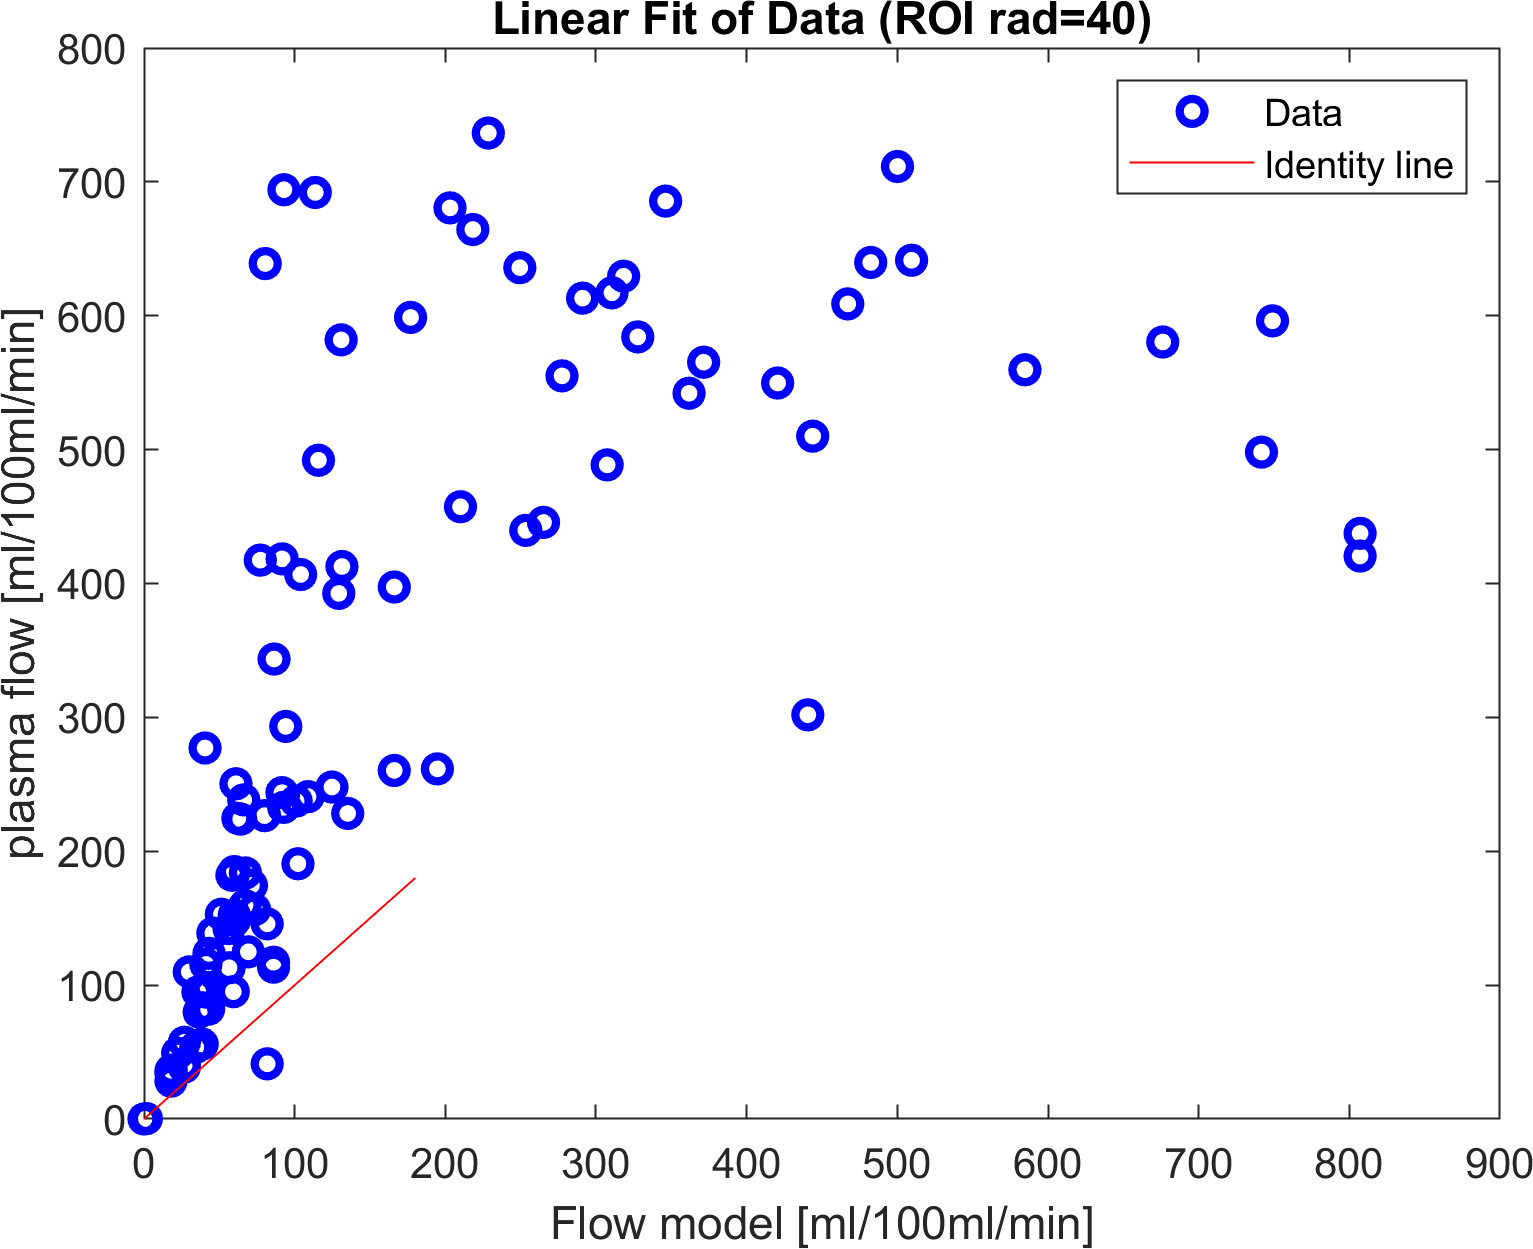 Linear Fit of Data (ROI rad=40)
800
700
600
500
400
300
200
100
0
plasma flow [ml/100ml/min]
Data
Identity line
0 100 200 300 400 500 600 700 800 900
Flow model [ml/100ml/min]